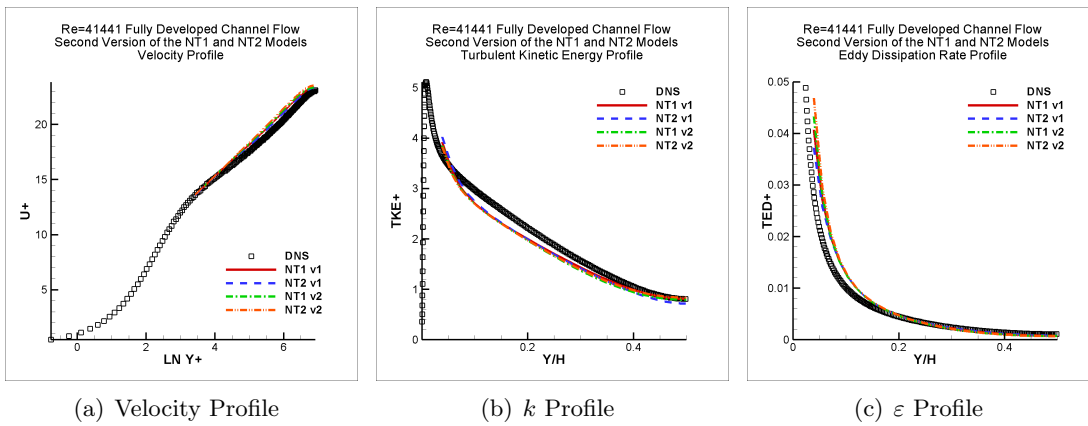 Re=41441 Fully Developed Channel Flow
Second Version of the NT1 and NT2 Models
Velocity Profile
U+
20
15
10
5
0
2
4
6
LN Y+
DNS
NT1 v1
NT2 v1
NT1 v2
NT2 v2
(a) Velocity Profile
Re=41441 Fully Developed Channel Flow
Second Version of the NT1 and NT2 Models
Turbulent Kinetic Energy Profile
TKE+
5
4
3
2
1
0
0.2
0.4
Y/H
DNS
NT1 v1
NT2 v1
NT1 v2
NT2 v2
(b) k Profile
Re=41441 Fully Developed Channel Flow
Second Version of the NT1 and NT2 Models
Eddy Dissipation Rate Profile
TED+
0.05
0.04
0.03
0.02
0.01
0
0
0.2
0.4
Y/H
DNS
NT1 v1
NT2 v1
NT1 v2
NT2 v2
(c) ε Profile